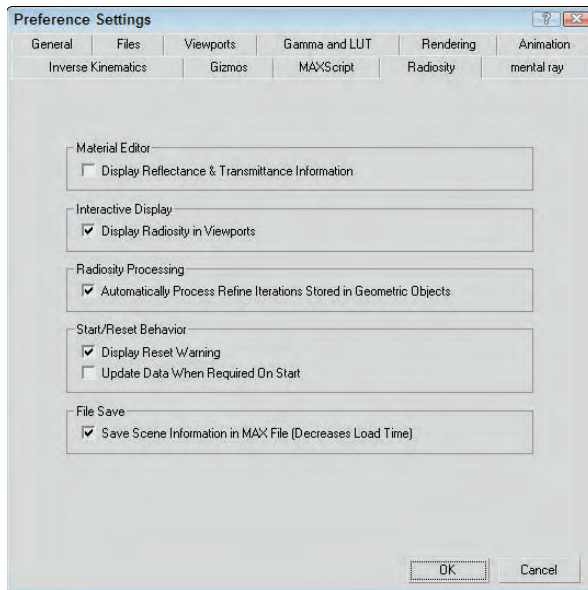 Preference Settings
General Files Viewports Gamma and LUT Rendering Animation
Inverse Kinematics Gizmos MAXScript Radiosity mental ray
Material Editor
Display Reflectance & Transmittance Information
Interactive Display
Display Radiosity in Viewports
Radiosity Processing
Automatically Process Refine Iterations Stored in Geometric Objects
Start/Reset Behavior
Display Reset Warning
Update Data When Required On Start
File Save
Save Scene Information in MAX File (Decreases Load Time)
OK Cancel